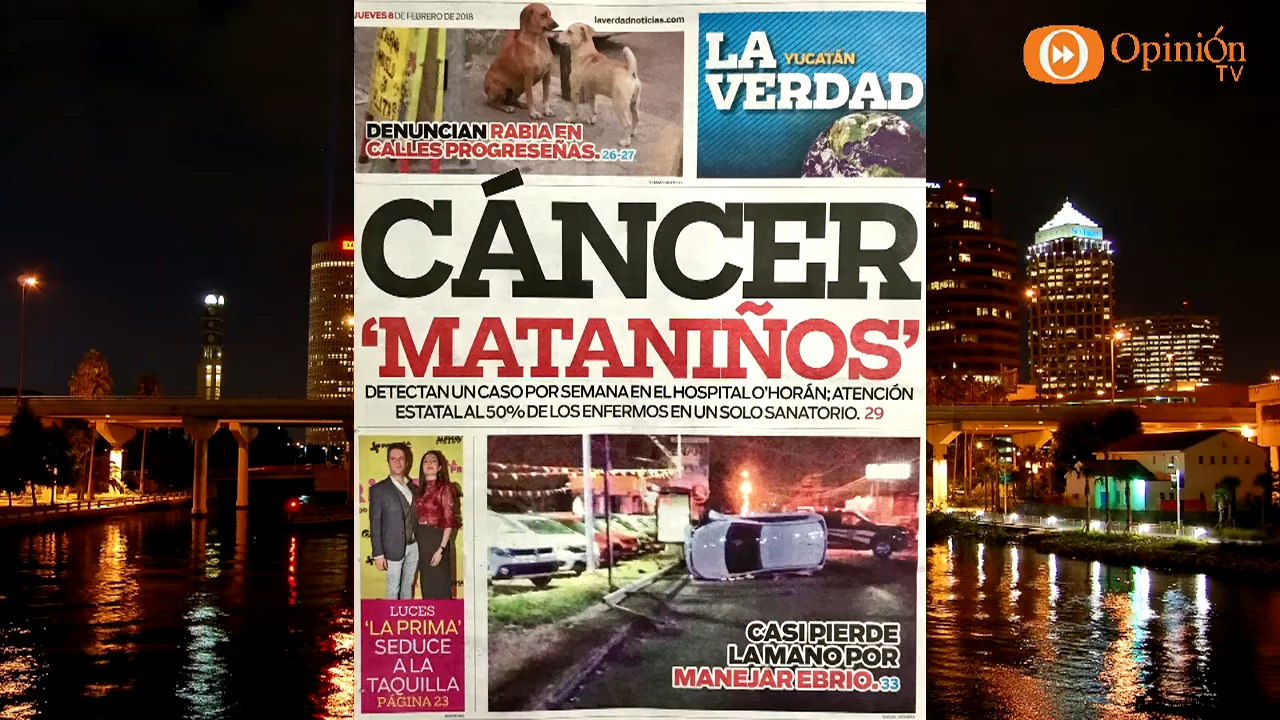 JUEVES 8 DE FEBRERO DE 2018
laverdadnoticias.com
DENUNCIAN RABIA EN
CALLES PROGRESEÑAS. 26-27
LA
YUCATÁN
VERDAD
Opinión
TV
CÁNCER
‘MATANIÑOS’
DETECTAN UN CASO POR SEMANA EN EL HOSPITAL O’HORÁN; ATENCIÓN
ESTATAL AL 50% DE LOS ENFERMOS EN UN SOLO SANATORIO. 29
LUCES
‘LA PRIMA’
SEDUCE
A LA
TAQUILLA
PÁGINA 23
CASI PIERDE
LA MANO POR
MANEJAR EBRIO. 33